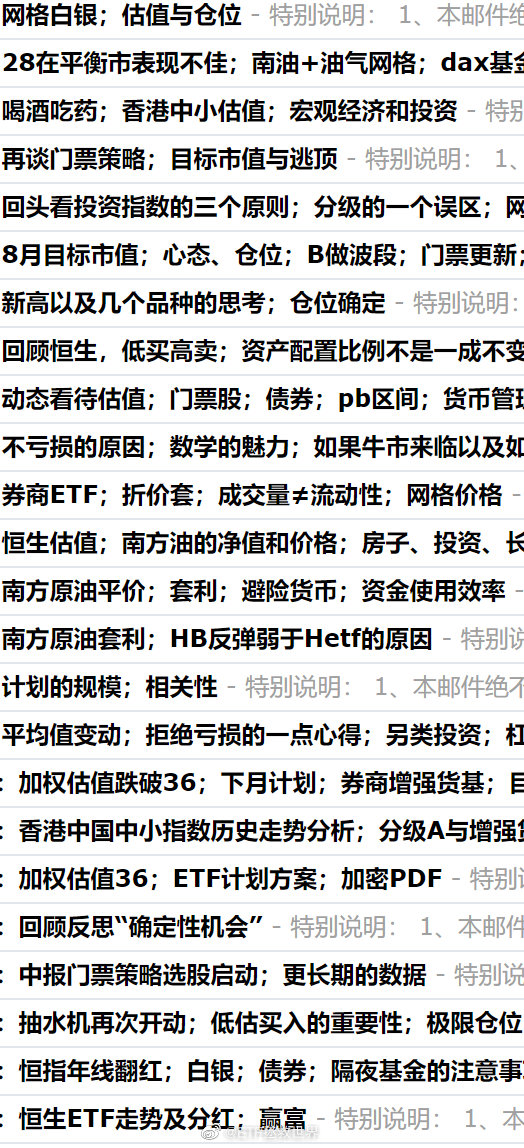 网格白银；估值与仓位 - 特别说明： 1、本邮件绝
28在平衡市表现不佳；南油+油气网格；dax基金
喝酒吃药；香港中小估值；宏观经济和投资 - 特别
再谈门票策略；目标市值与逃顶 - 特别说明： 1、
回头看投资指数的三个原则；分级的一个误区；网
8月目标市值；心态、仓位；B做波段；门票更新；
新高以及几个品种的思考；仓位确定 - 特别说明：
回顾恒生，低买高卖；资产配置比例不是一成不变
动态看待估值；门票股；债券；pb区间；货币管理
不亏损的原因；数学的魅力；如果牛市来临以及如
券商ETF；折价套；成交量≠流动性；网格价格 -
恒生估值；南方油的净值和价格；房子、投资、长
南方原油平价；套利；避险货币；资金使用效率 -
南方原油套利；HB反弹弱于Hetf的原因 - 特别说
计划的规模；相关性 - 特别说明： 1、本邮件绝不
平均值变动；拒绝亏损的一点心得；另类投资；杠
：加权估值跌破36；下月计划；券商增强货基；目
：香港中国中小指数历史走势分析；分级A与增强货
：加权估值36；ETF计划方案；加密PDF - 特别
：回顾反思“确定性机会” - 特别说明： 1、本邮件
：中报门票策略选股启动；更长期的数据 - 特别说
：抽水机再次开动；低估买入的重要性；极限仓位
：恒指年线翻红；白银；债券；隔夜基金的注意事项
：恒生ETF走势及分红；赢富 - 特别说明： 1、本